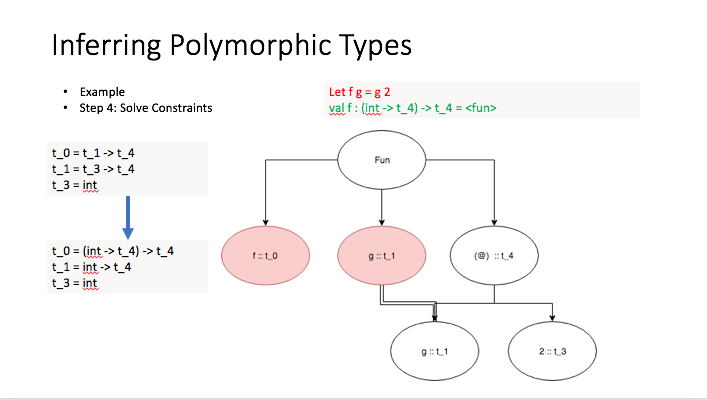 Inferring Polymorphic Types
• Example
• Step 4: Solve Constraints
Let f g = g 2
val f : (int -> t_4) -> t_4 = <fun>
t_0 = t_1 -> t_4
t_1 = t_3 -> t_4
t_3 = int
t_0 = (int -> t_4) -> t_4
t_1 = int -> t_4
t_3 = int
Fun
f :: t_0
g :: t_1
(@) :: t_4
g :: t_1
2 :: t_3